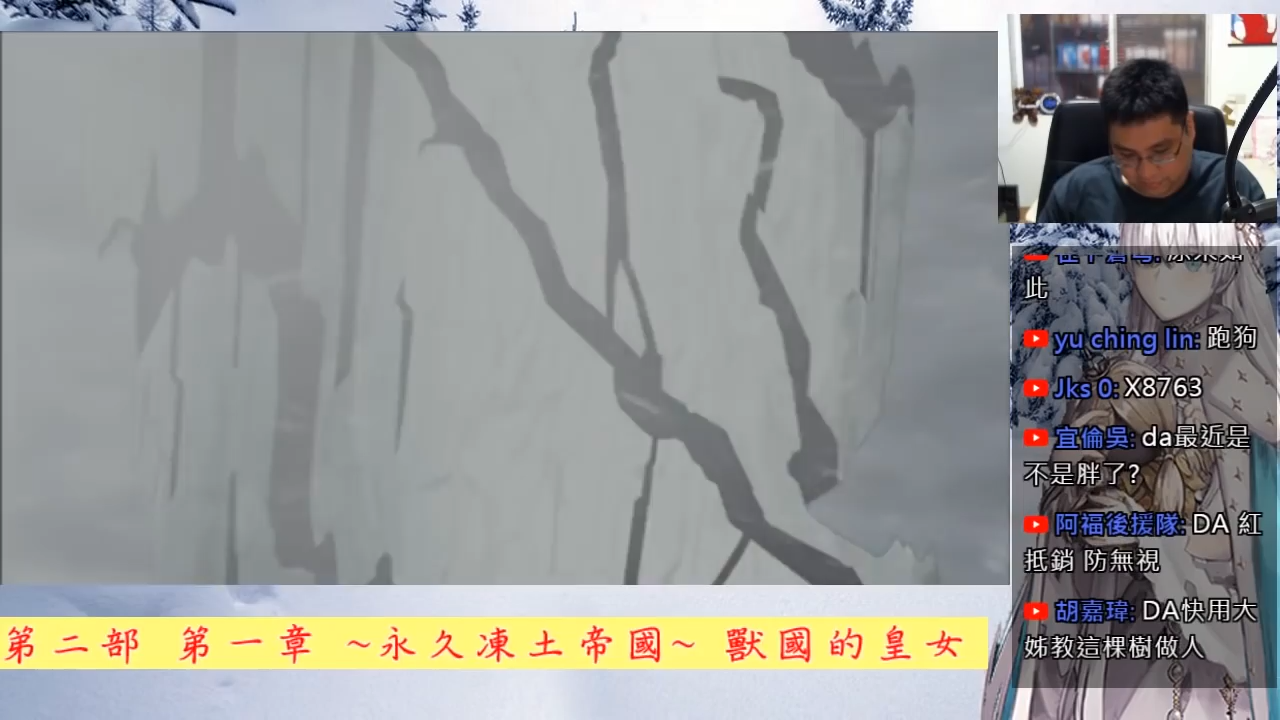 此
yu ching lin: 跑狗
Jks 0: X8763
宜倫吳: da最近是
不是胖了?
阿福後援隊: DA 紅
抵銷 防無視
胡嘉瑋: DA快用大
姊教這棵樹做人
第二部 第一章 ~永久凍土帝國~ 獸國的皇女